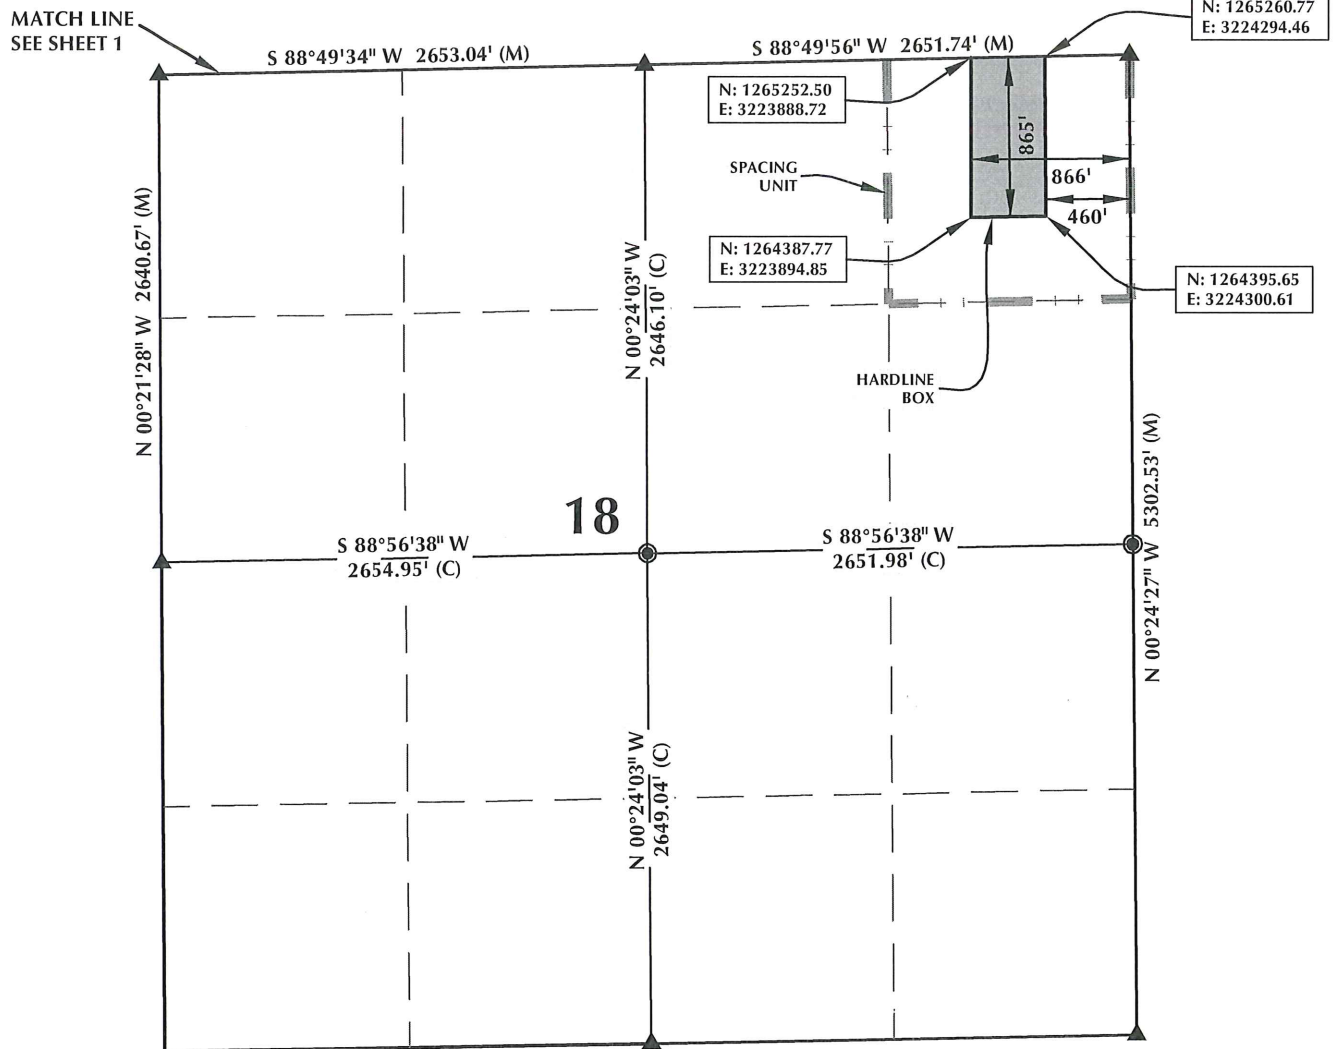 MATCH LINE
SEE SHEET 1
S 88°49'34" W 2653.04' (M)
S 88°49'56" W 2651.74' (M)
N: 1265260.77
E: 3224294.46
N: 1265252.50
E: 3223888.72
865'
SPACING
UNIT
866'
460'
N: 1264387.77
E: 3223894.85
N: 1264395.65
E: 3224300.61
N 00°21'28" W 2640.67' (M)
N 00°24'03" W
2646.10' (C)
HARDLINE
BOX
N 00°24'27" W 5302.53' (M)
18
S 88°56'38" W
2654.95' (C)
S 88°56'38" W
2651.98' (C)
N 00°24'03" W
2649.04' (C)